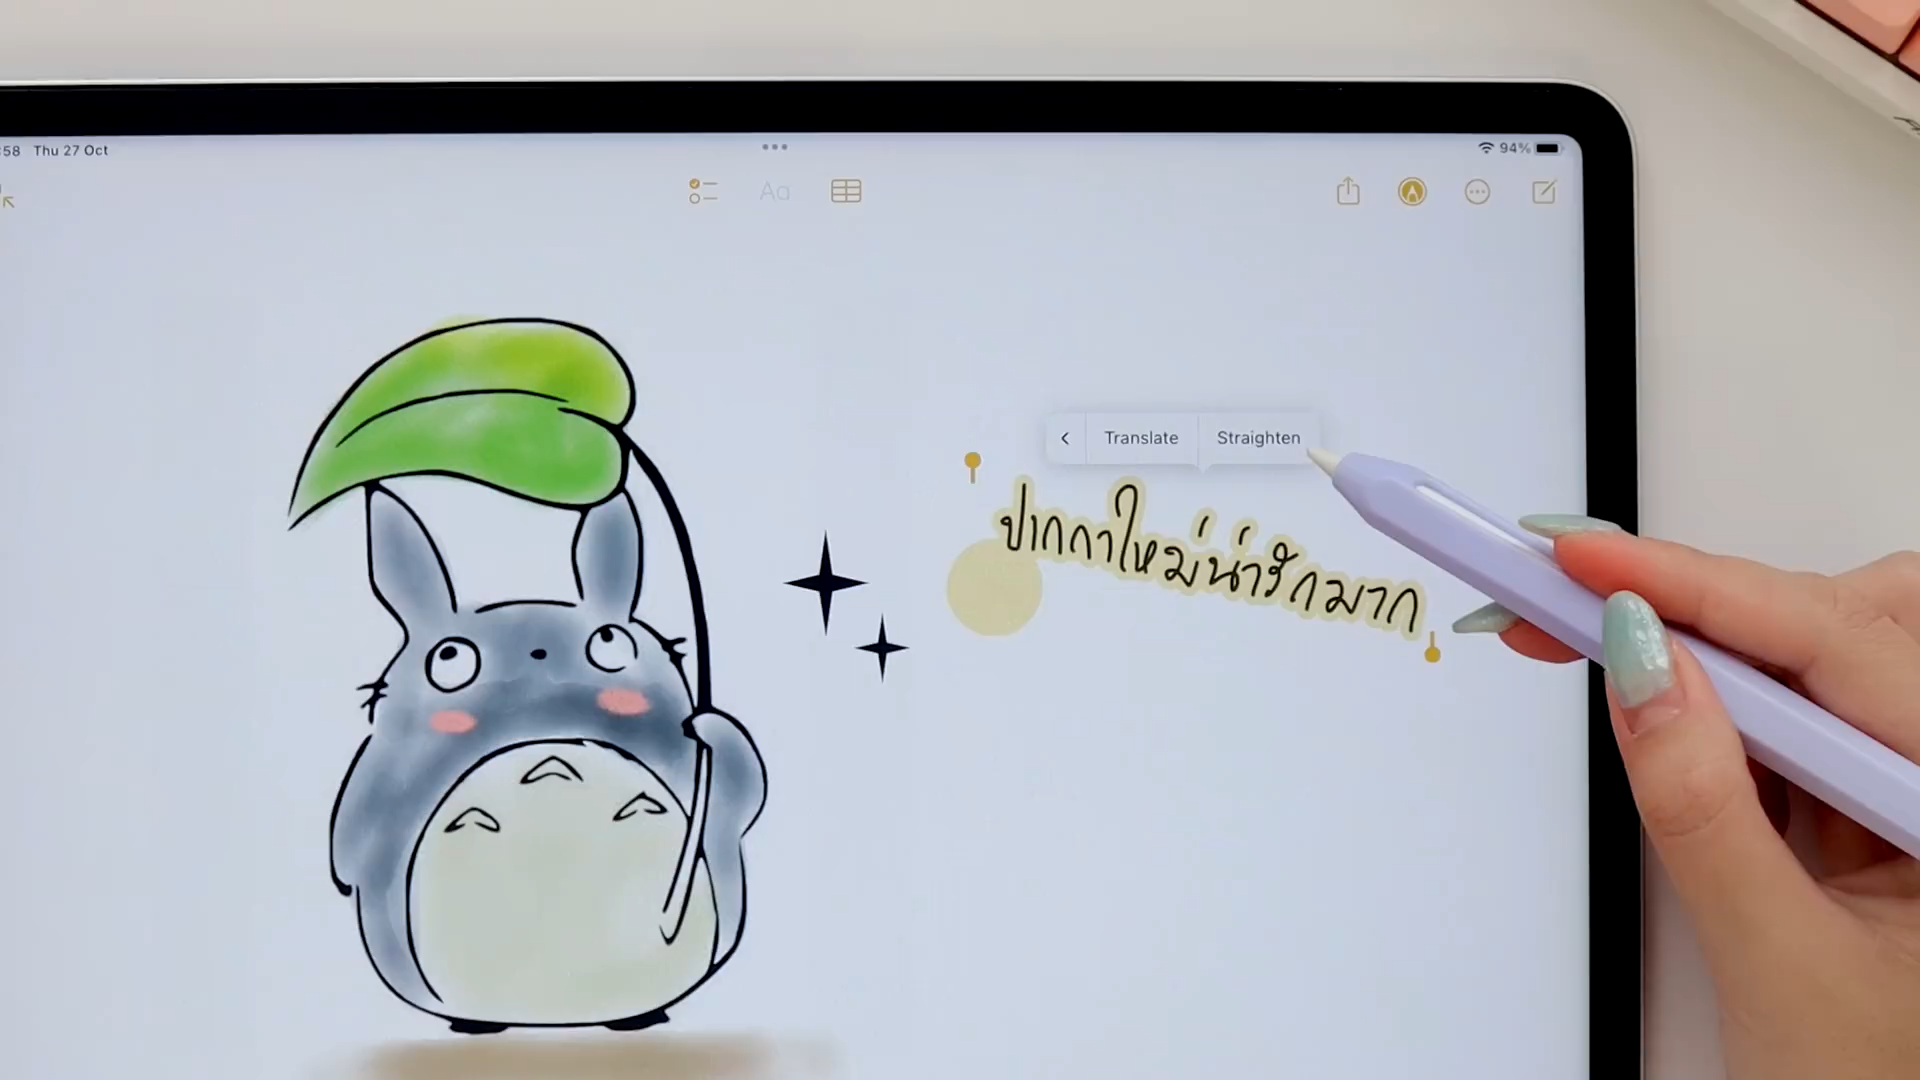 :58 Thu 27 Oct
94%
Aa
Translate
Straighten
ปากกาใหม่น่ารักมาก